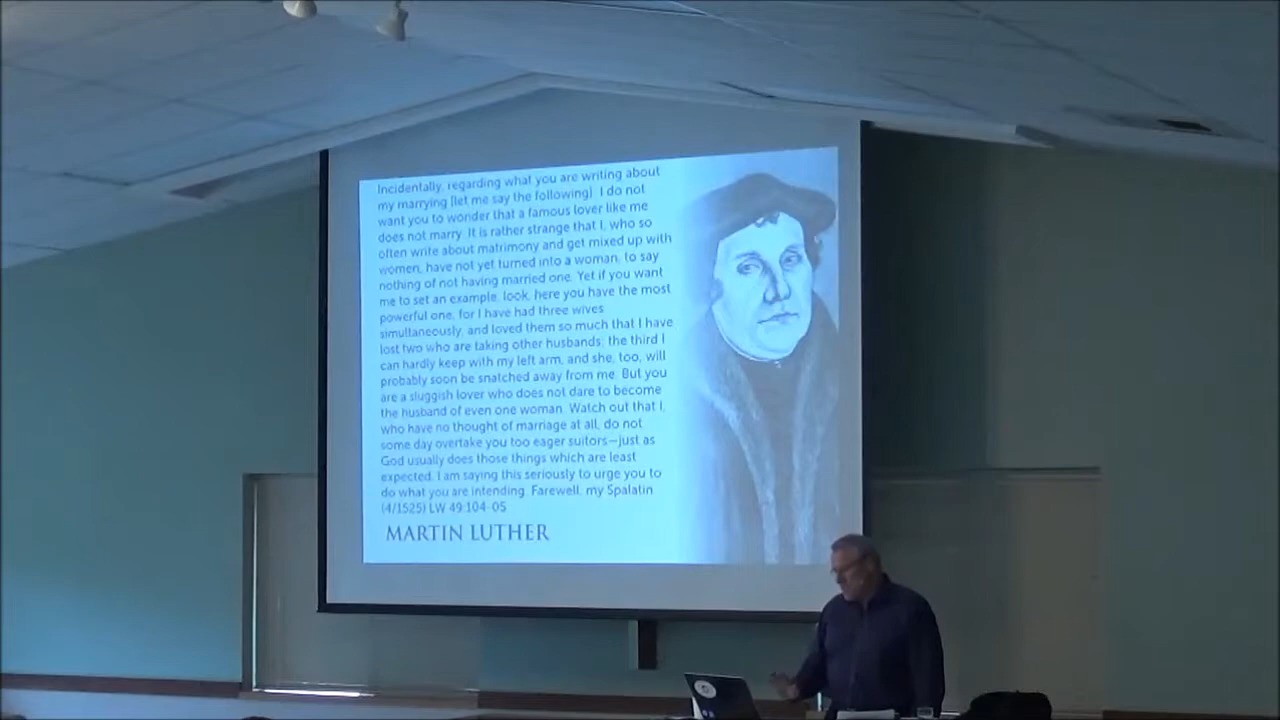 Incidentally, regarding what you are writing about
my marrying [let me say the following]. I do not
want you to wonder that a famous lover like me
does not marry. It is rather strange that I, who so
often write about matrimony and get mixed up with
women, have not yet turned into a woman, to say
nothing of not having married one. Yet if you want
me to set an example, look, here you have the most
powerful one, for I have had three wives
simultaneously, and loved them so much that I have
lost two who are taking other husbands; the third I
can hardly keep with my left arm, and she, too, will
probably soon be snatched away from me. But you
are a sluggish lover who does not dare to become
the husband of even one woman. Watch out that I,
who have no thought of marriage at all, do not
some day overtake you too eager suitors—just as
God usually does those things which are least
expected. I am saying this seriously to urge you to
do what you are intending. Farewell, my Spalatin.
(4/1525) LW 49:104-05
MARTIN LUTHER